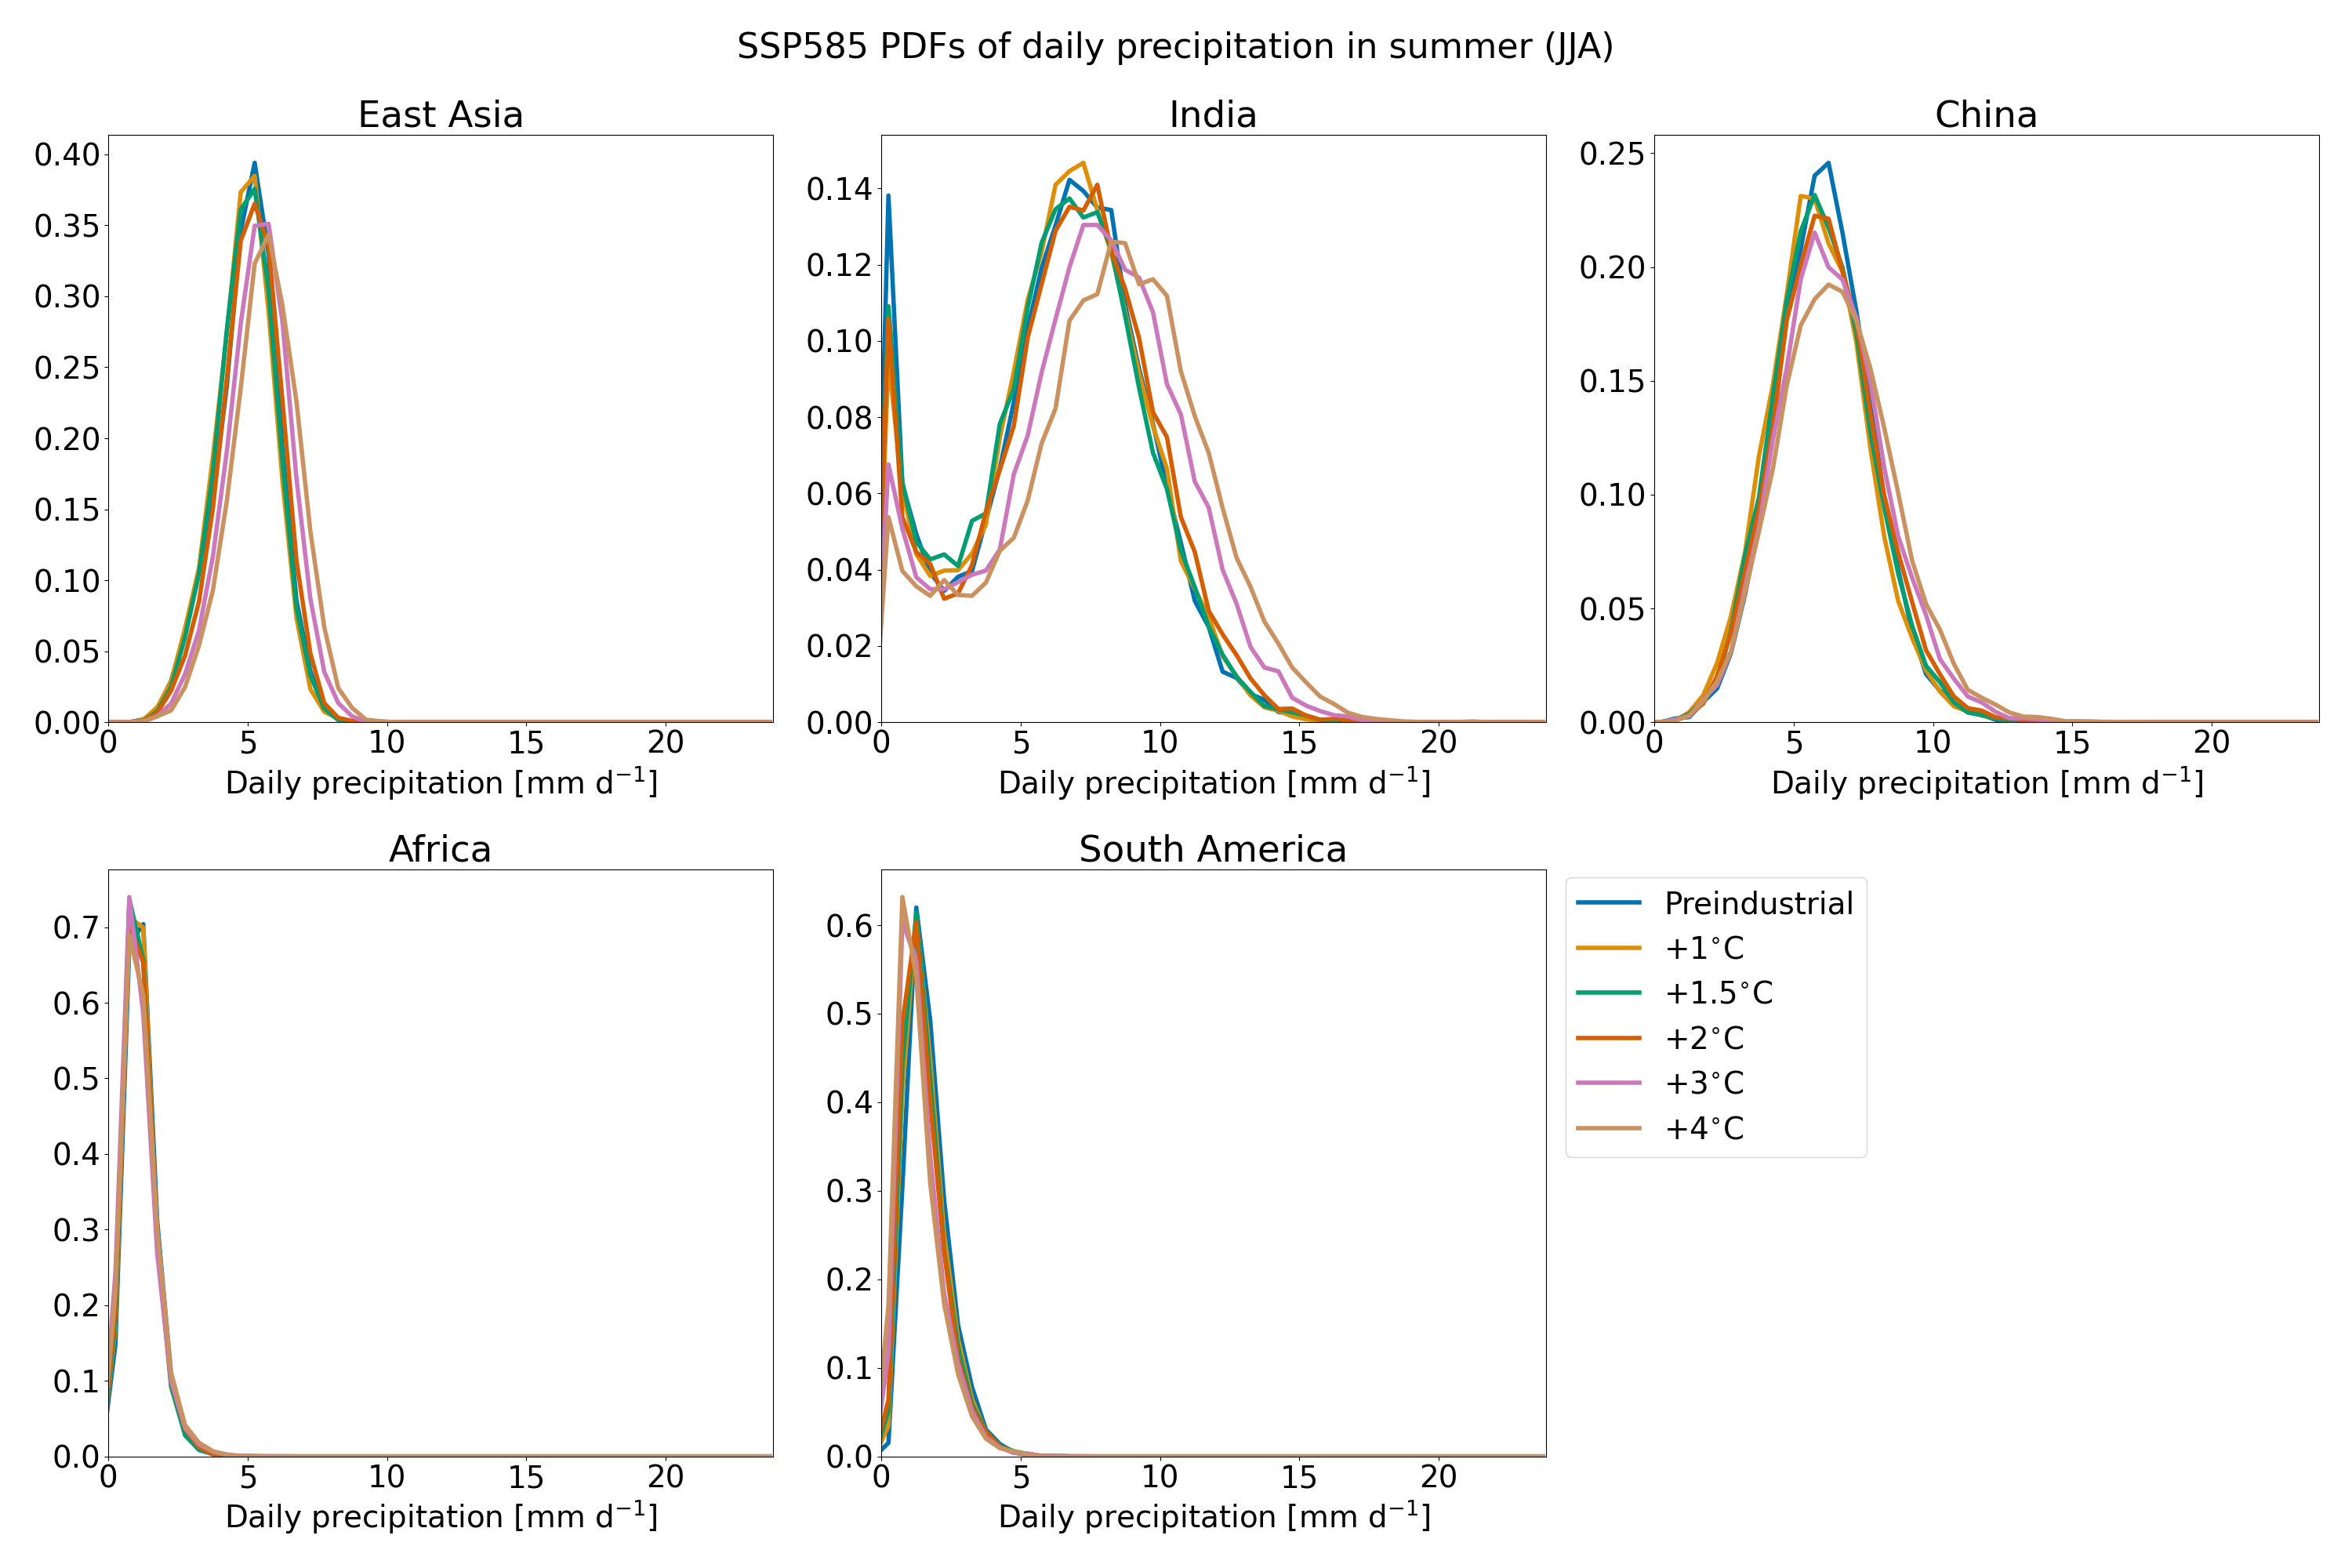 SSP585 PDFs of daily precipitation in summer (JJA)
East Asia
0.40
0.35
0.30
0.25
0.20
0.15
0.10
0.05
0.00
0 5 10 15 20
Daily precipitation [mm d⁻¹]
India
0.14
0.12
0.10
0.08
0.06
0.04
0.02
0.00
0 5 10 15 20
Daily precipitation [mm d⁻¹]
China
0.25
0.20
0.15
0.10
0.05
0.00
0 5 10 15 20
Daily precipitation [mm d⁻¹]
Africa
0.7
0.6
0.5
0.4
0.3
0.2
0.1
0.0
0 5 10 15 20
Daily precipitation [mm d⁻¹]
South America
0.6
0.5
0.4
0.3
0.2
0.1
0.0
0 5 10 15 20
Daily precipitation [mm d⁻¹]
Preindustrial
+1°C
+1.5°C
+2°C
+3°C
+4°C